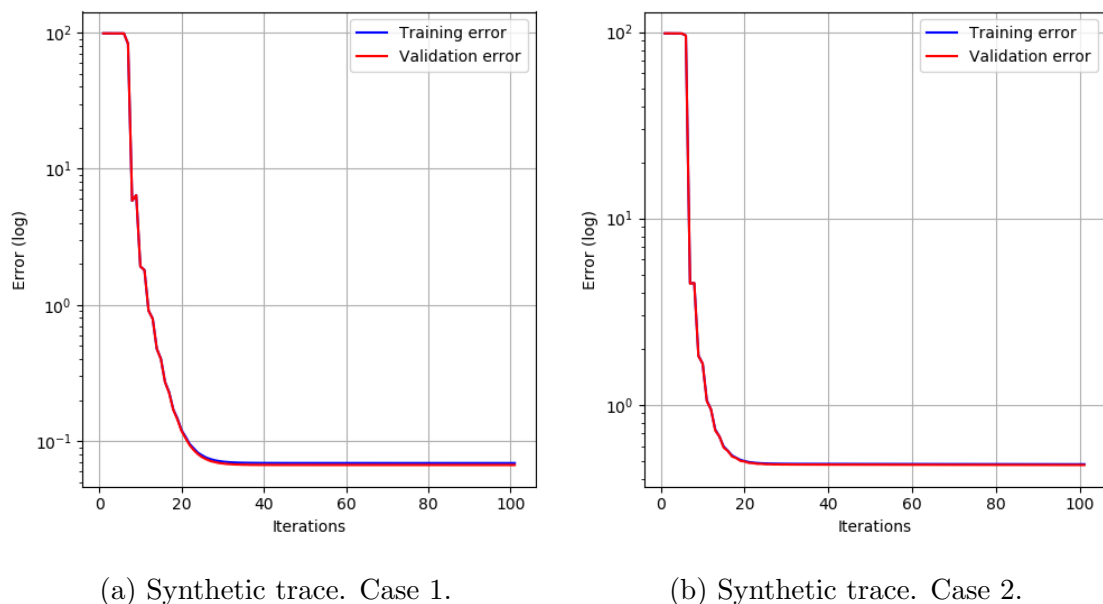 10^2
10^1
10^0
10^-1
Error (log)
Training error
Validation error
0 20 40 60 80 100
Iterations
(a) Synthetic trace. Case 1.
10^2
10^1
10^0
Error (log)
Training error
Validation error
0 20 40 60 80 100
Iterations
(b) Synthetic trace. Case 2.